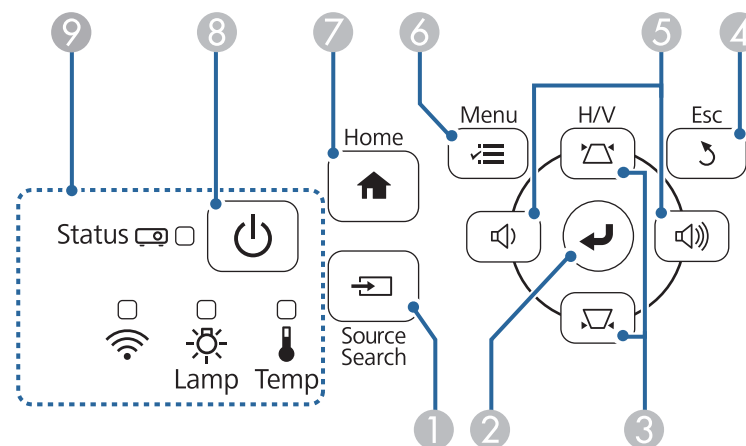 9 8 7 6 5 4
Menu H/V Esc
Home
Status
Source
Search
Lamp Temp
1 2 3